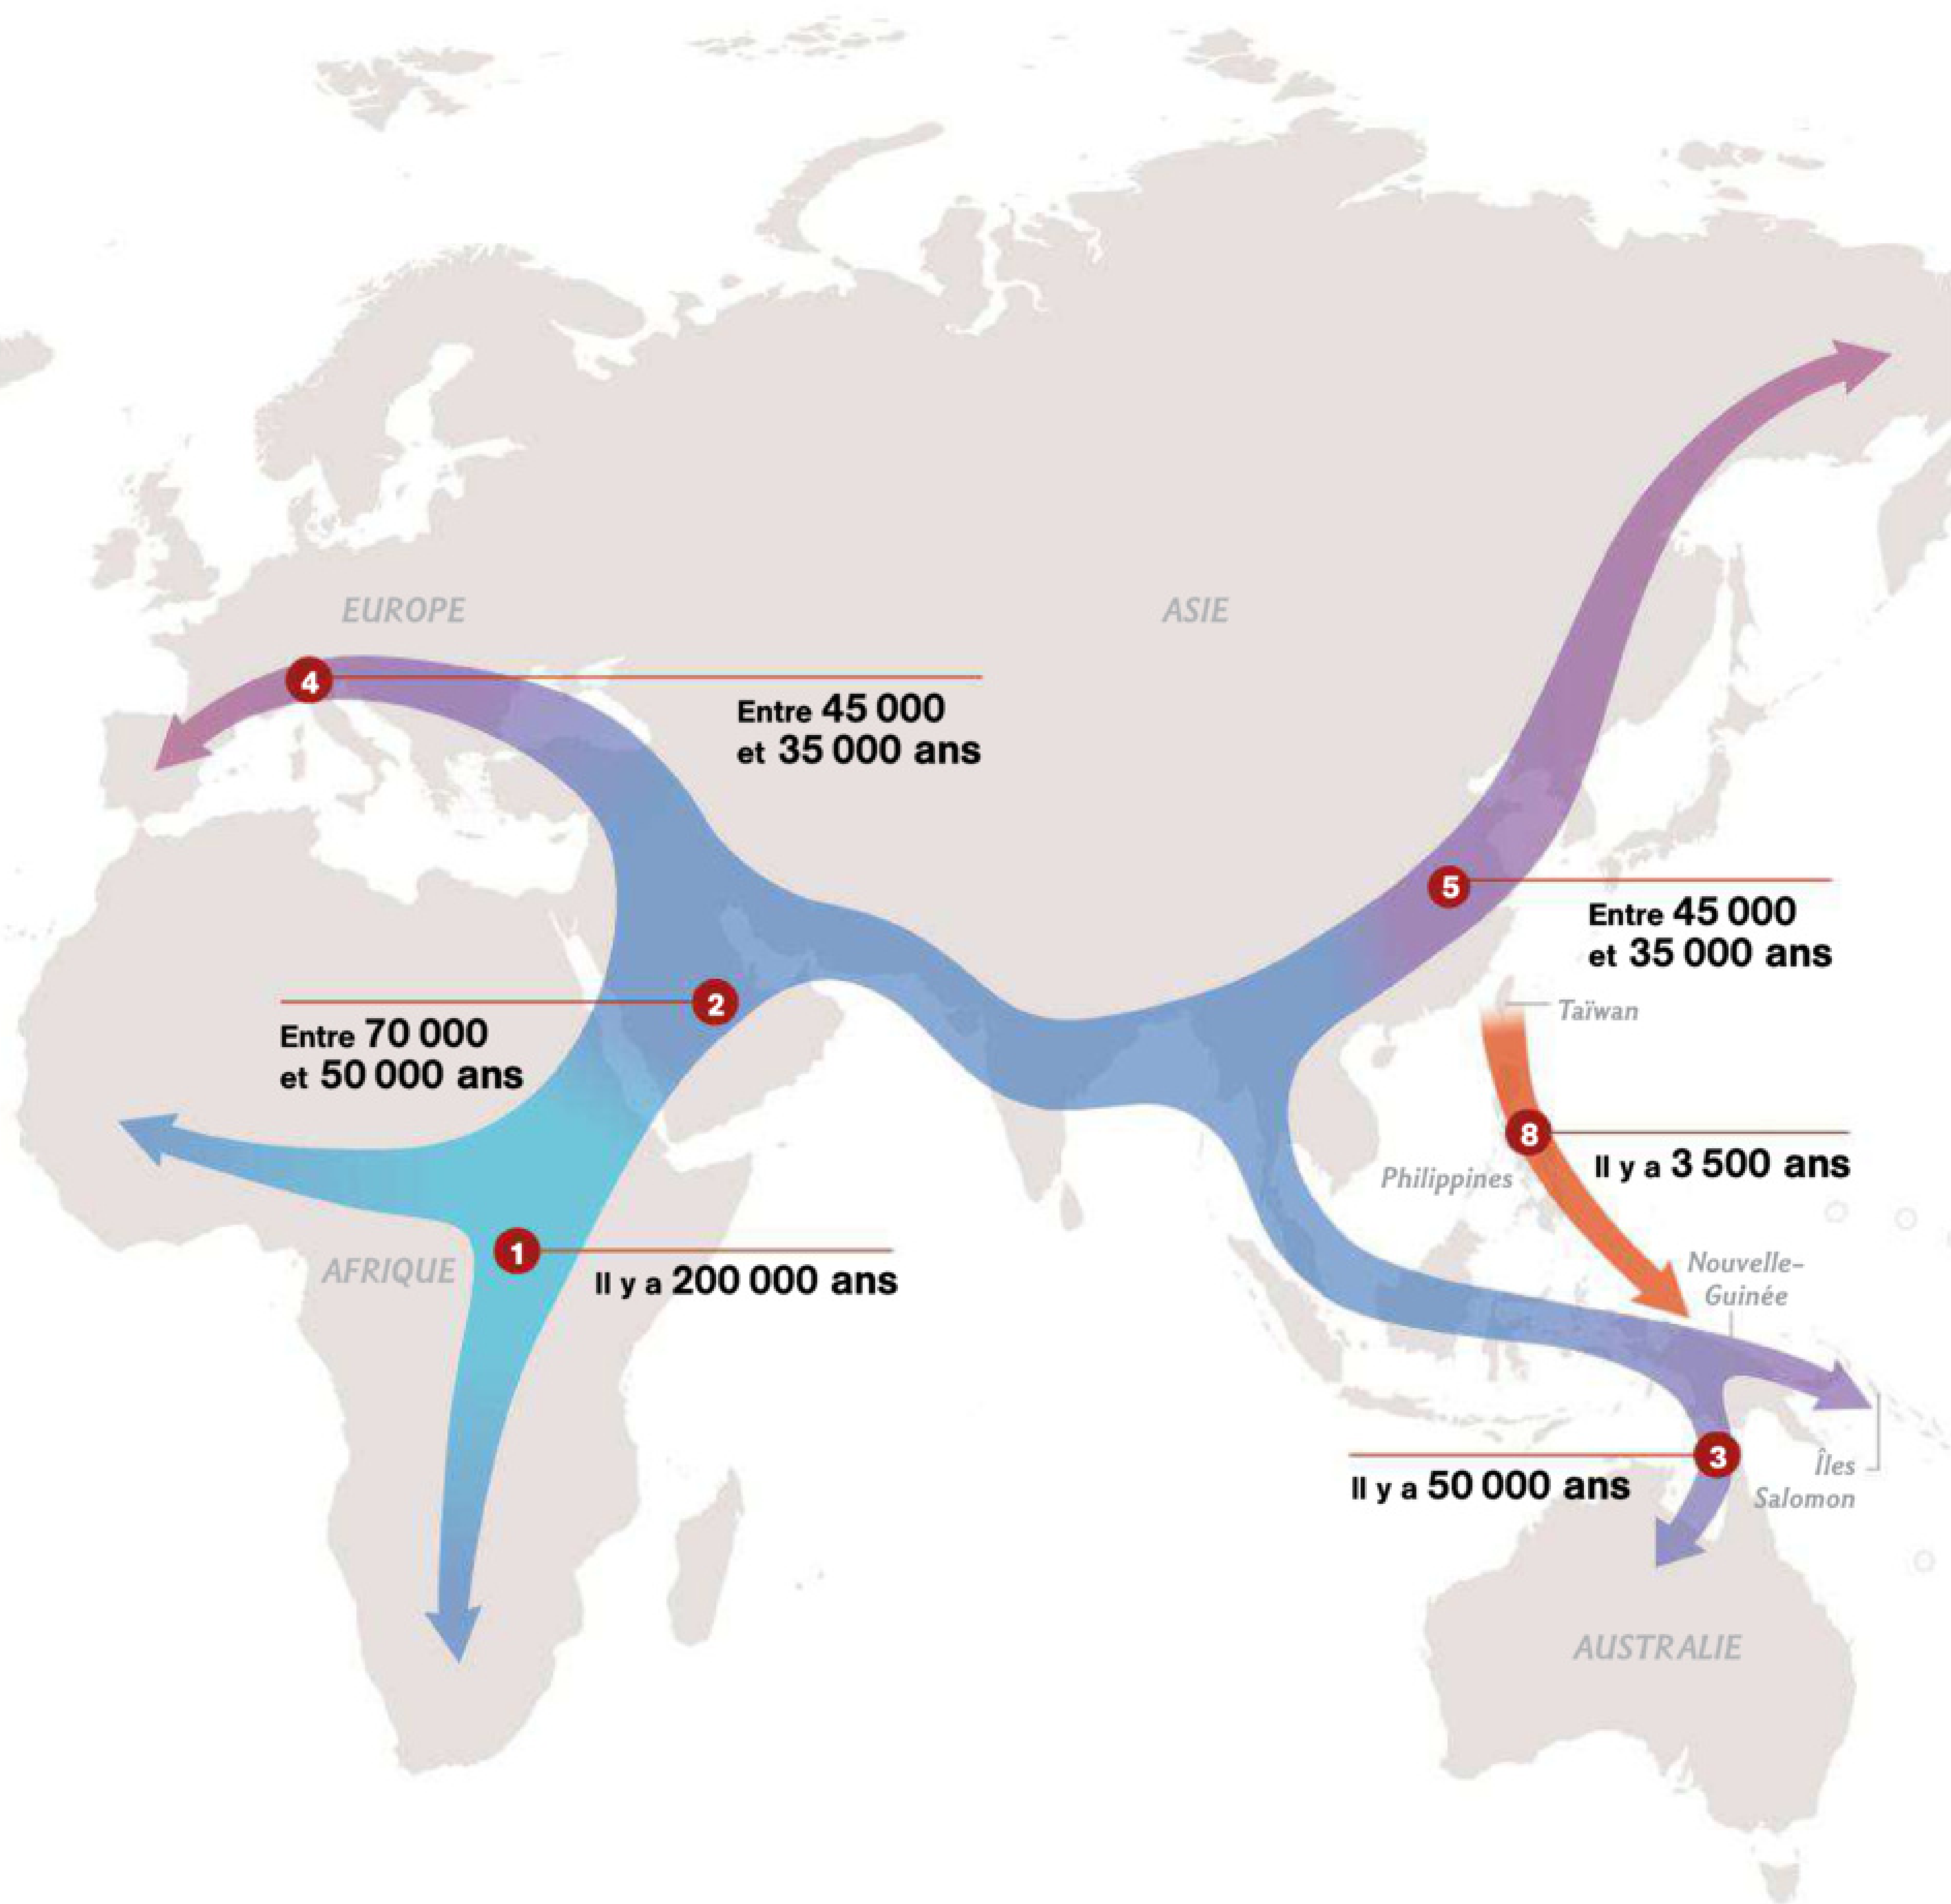 EUROPE
ASIE
4
Entre 45 000
et 35 000 ans
5
Entre 45 000
et 35 000 ans
2
Entre 70 000
et 50 000 ans
Taïwan
8
Il y a 3 500 ans
Philippines
1
AFRIQUE
Il y a 200 000 ans
Nouvelle-
Guinée
3
Il y a 50 000 ans
Îles
Salomon
AUSTRALIE